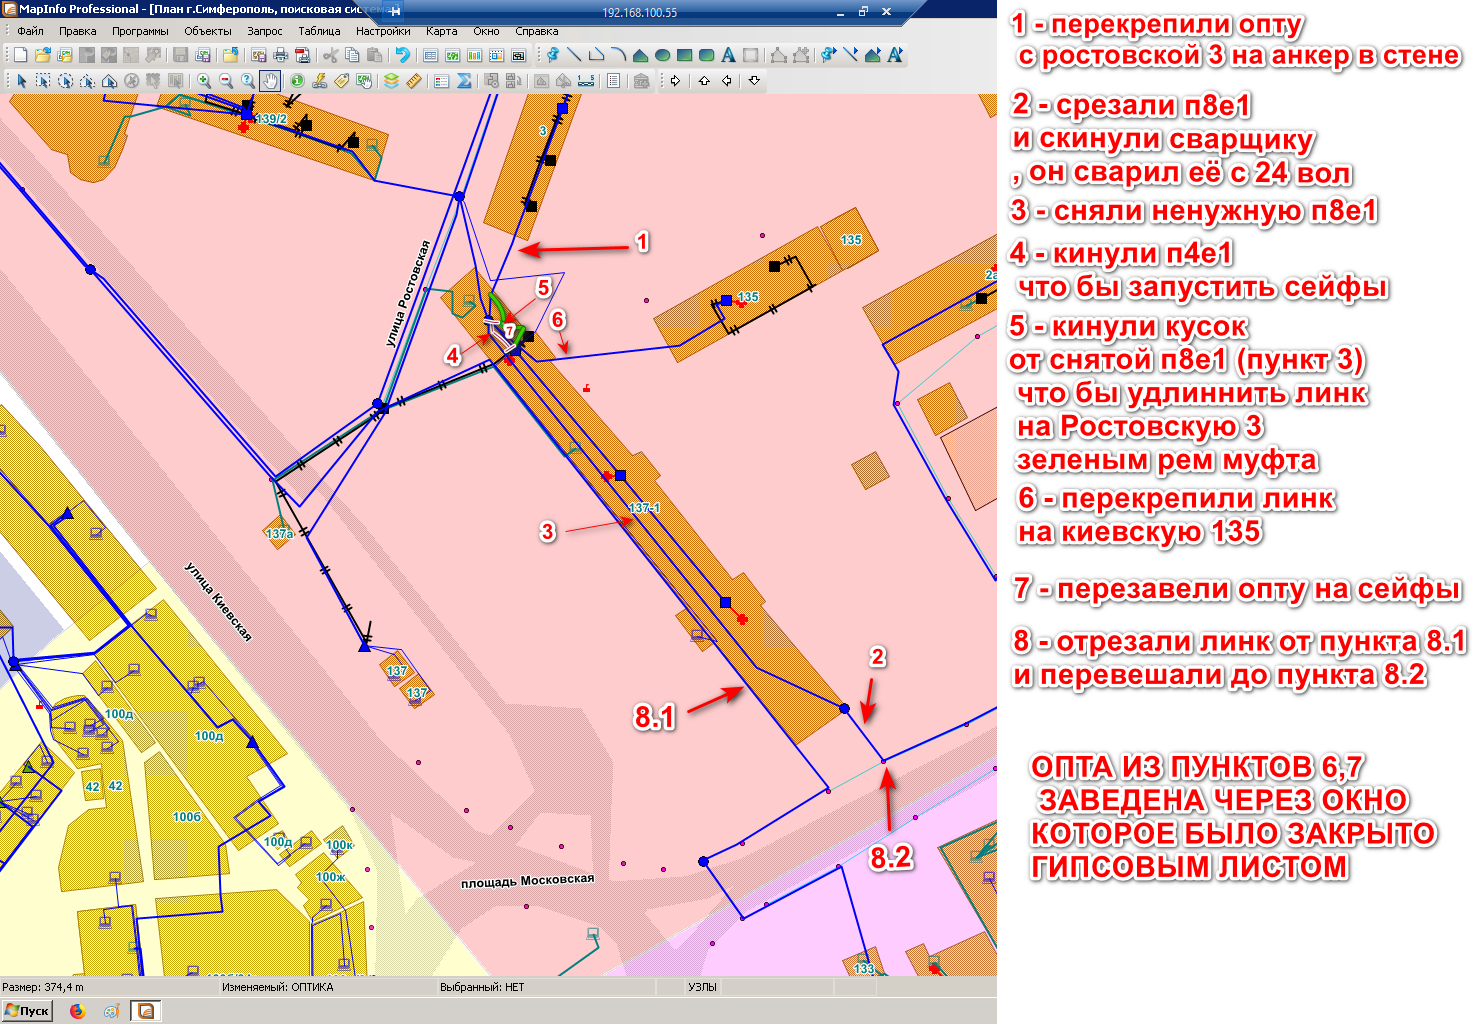 MapInfo Professional - [План г.Симферополь, поисковая систем
192.168.100.55
Файл Правка Программы Объекты Запрос Таблица Настройки Карта Окно Справка
1 - перекрепили опту
с ростовской 3 на анкер в стене
2 - срезали п8е1
и скинули сварщику
, он сварил её с 24 вол
3 - сняли ненужную п8е1
4 - кинули п4е1
что бы запустить сейфы
5 - кинули кусок
от снятой п8е1 (пункт 3)
что бы удлиннить линк
на Ростовскую 3
зеленым рем муфта
6 - перекрепили линк
на киевскую 135
7 - перезавели опту на сейфы
8 - отрезали линк от пункта 8.1
и перевешали до пункта 8.2
ОПТА ИЗ ПУНКТОВ 6,7
ЗАВЕДЕНА ЧЕРЕЗ ОКНО
КОТОРОЕ БЫЛО ЗАКРЫТО
ГИПСОВЫМ ЛИСТОМ
139/2
3
1
135
135
2а
улица Ростовская
5
6
7
4
137-1
3
137а
улица Киевская
137
137
2
8.1
8.2
100д
100д
42
42
100б
100д
100к
100ж
площадь Московская
133
Размер: 374,4 m
Изменяемый: ОПТИКА
Выбранный: НЕТ
УЗЛЫ
Пуск